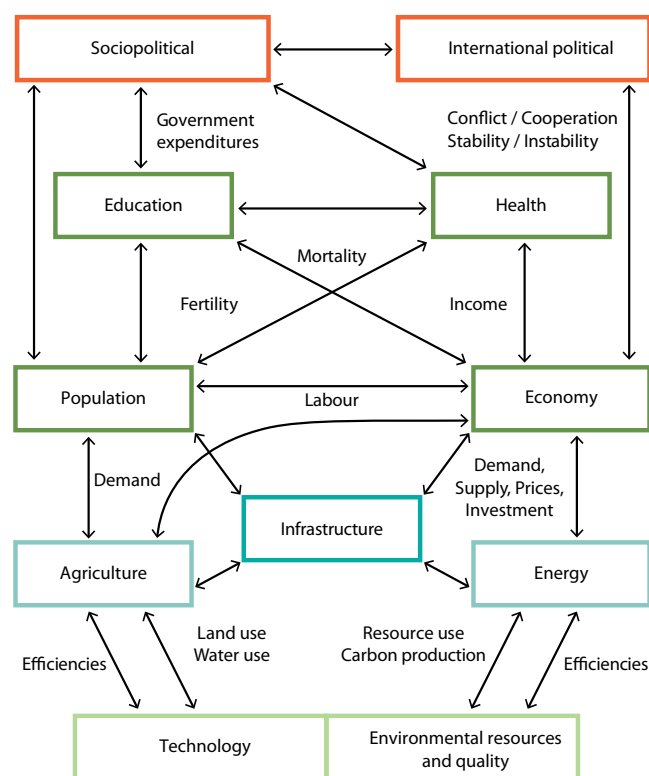 Sociopolitical
International political
Government
expenditures
Conflict / Cooperation
Stability / Instability
Education
Health
Mortality
Fertility
Income
Population
Economy
Labour
Demand
Demand,
Supply, Prices,
Investment
Infrastructure
Agriculture
Energy
Land use
Water use
Resource use
Carbon production
Efficiencies
Efficiencies
Technology
Environmental resources
and quality